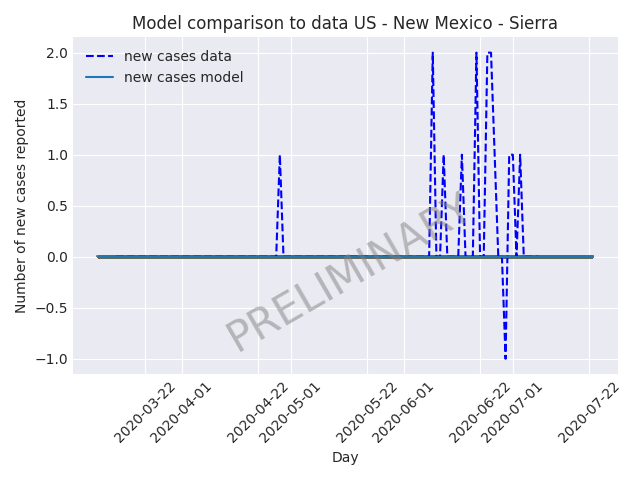 Model comparison to data US - New Mexico - Sierra
new cases data
new cases model
Number of new cases reported
2.0
1.5
1.0
0.5
0.0
−0.5
−1.0
PRELIMINARY
2020-03-22
2020-04-01
2020-04-22
2020-05-01
2020-05-22
2020-06-01
2020-06-22
2020-07-01
2020-07-22
Day